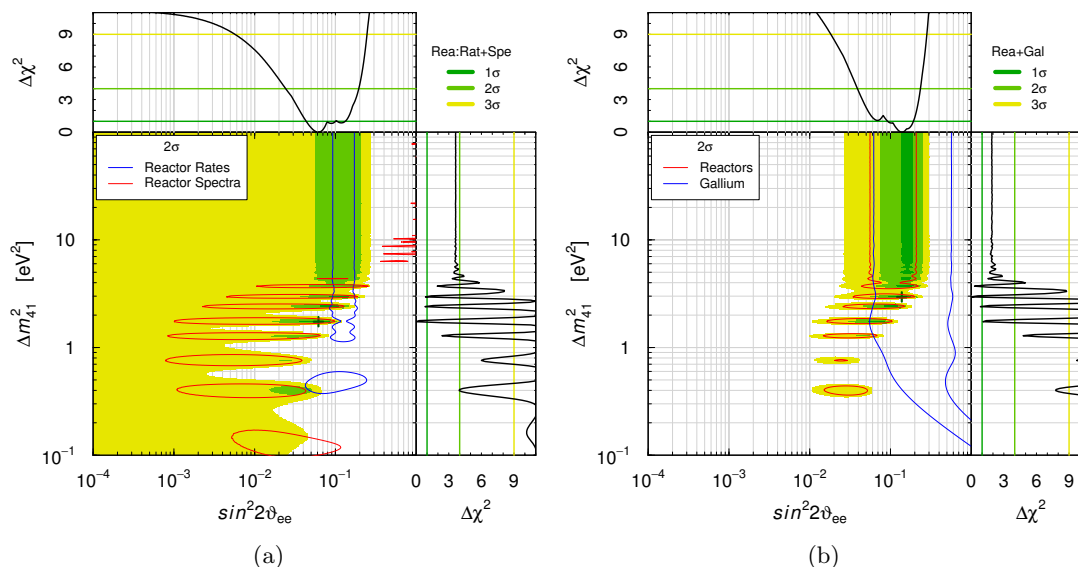 Δχ²
0
3
6
9
Rea:Rat+Spe
1σ
2σ
3σ
2σ
Reactor Rates
Reactor Spectra
Δm²₄₁ [eV²]
10
1
10⁻¹
10⁻⁴
10⁻³
10⁻²
10⁻¹
0
3
6
9
sin²2ϑₑₑ
Δχ²
(a)
Δχ²
0
3
6
9
Rea+Gal
1σ
2σ
3σ
2σ
Reactors
Gallium
Δm²₄₁ [eV²]
10
1
10⁻¹
10⁻⁴
10⁻³
10⁻²
10⁻¹
0
3
6
9
sin²2ϑₑₑ
Δχ²
(b)